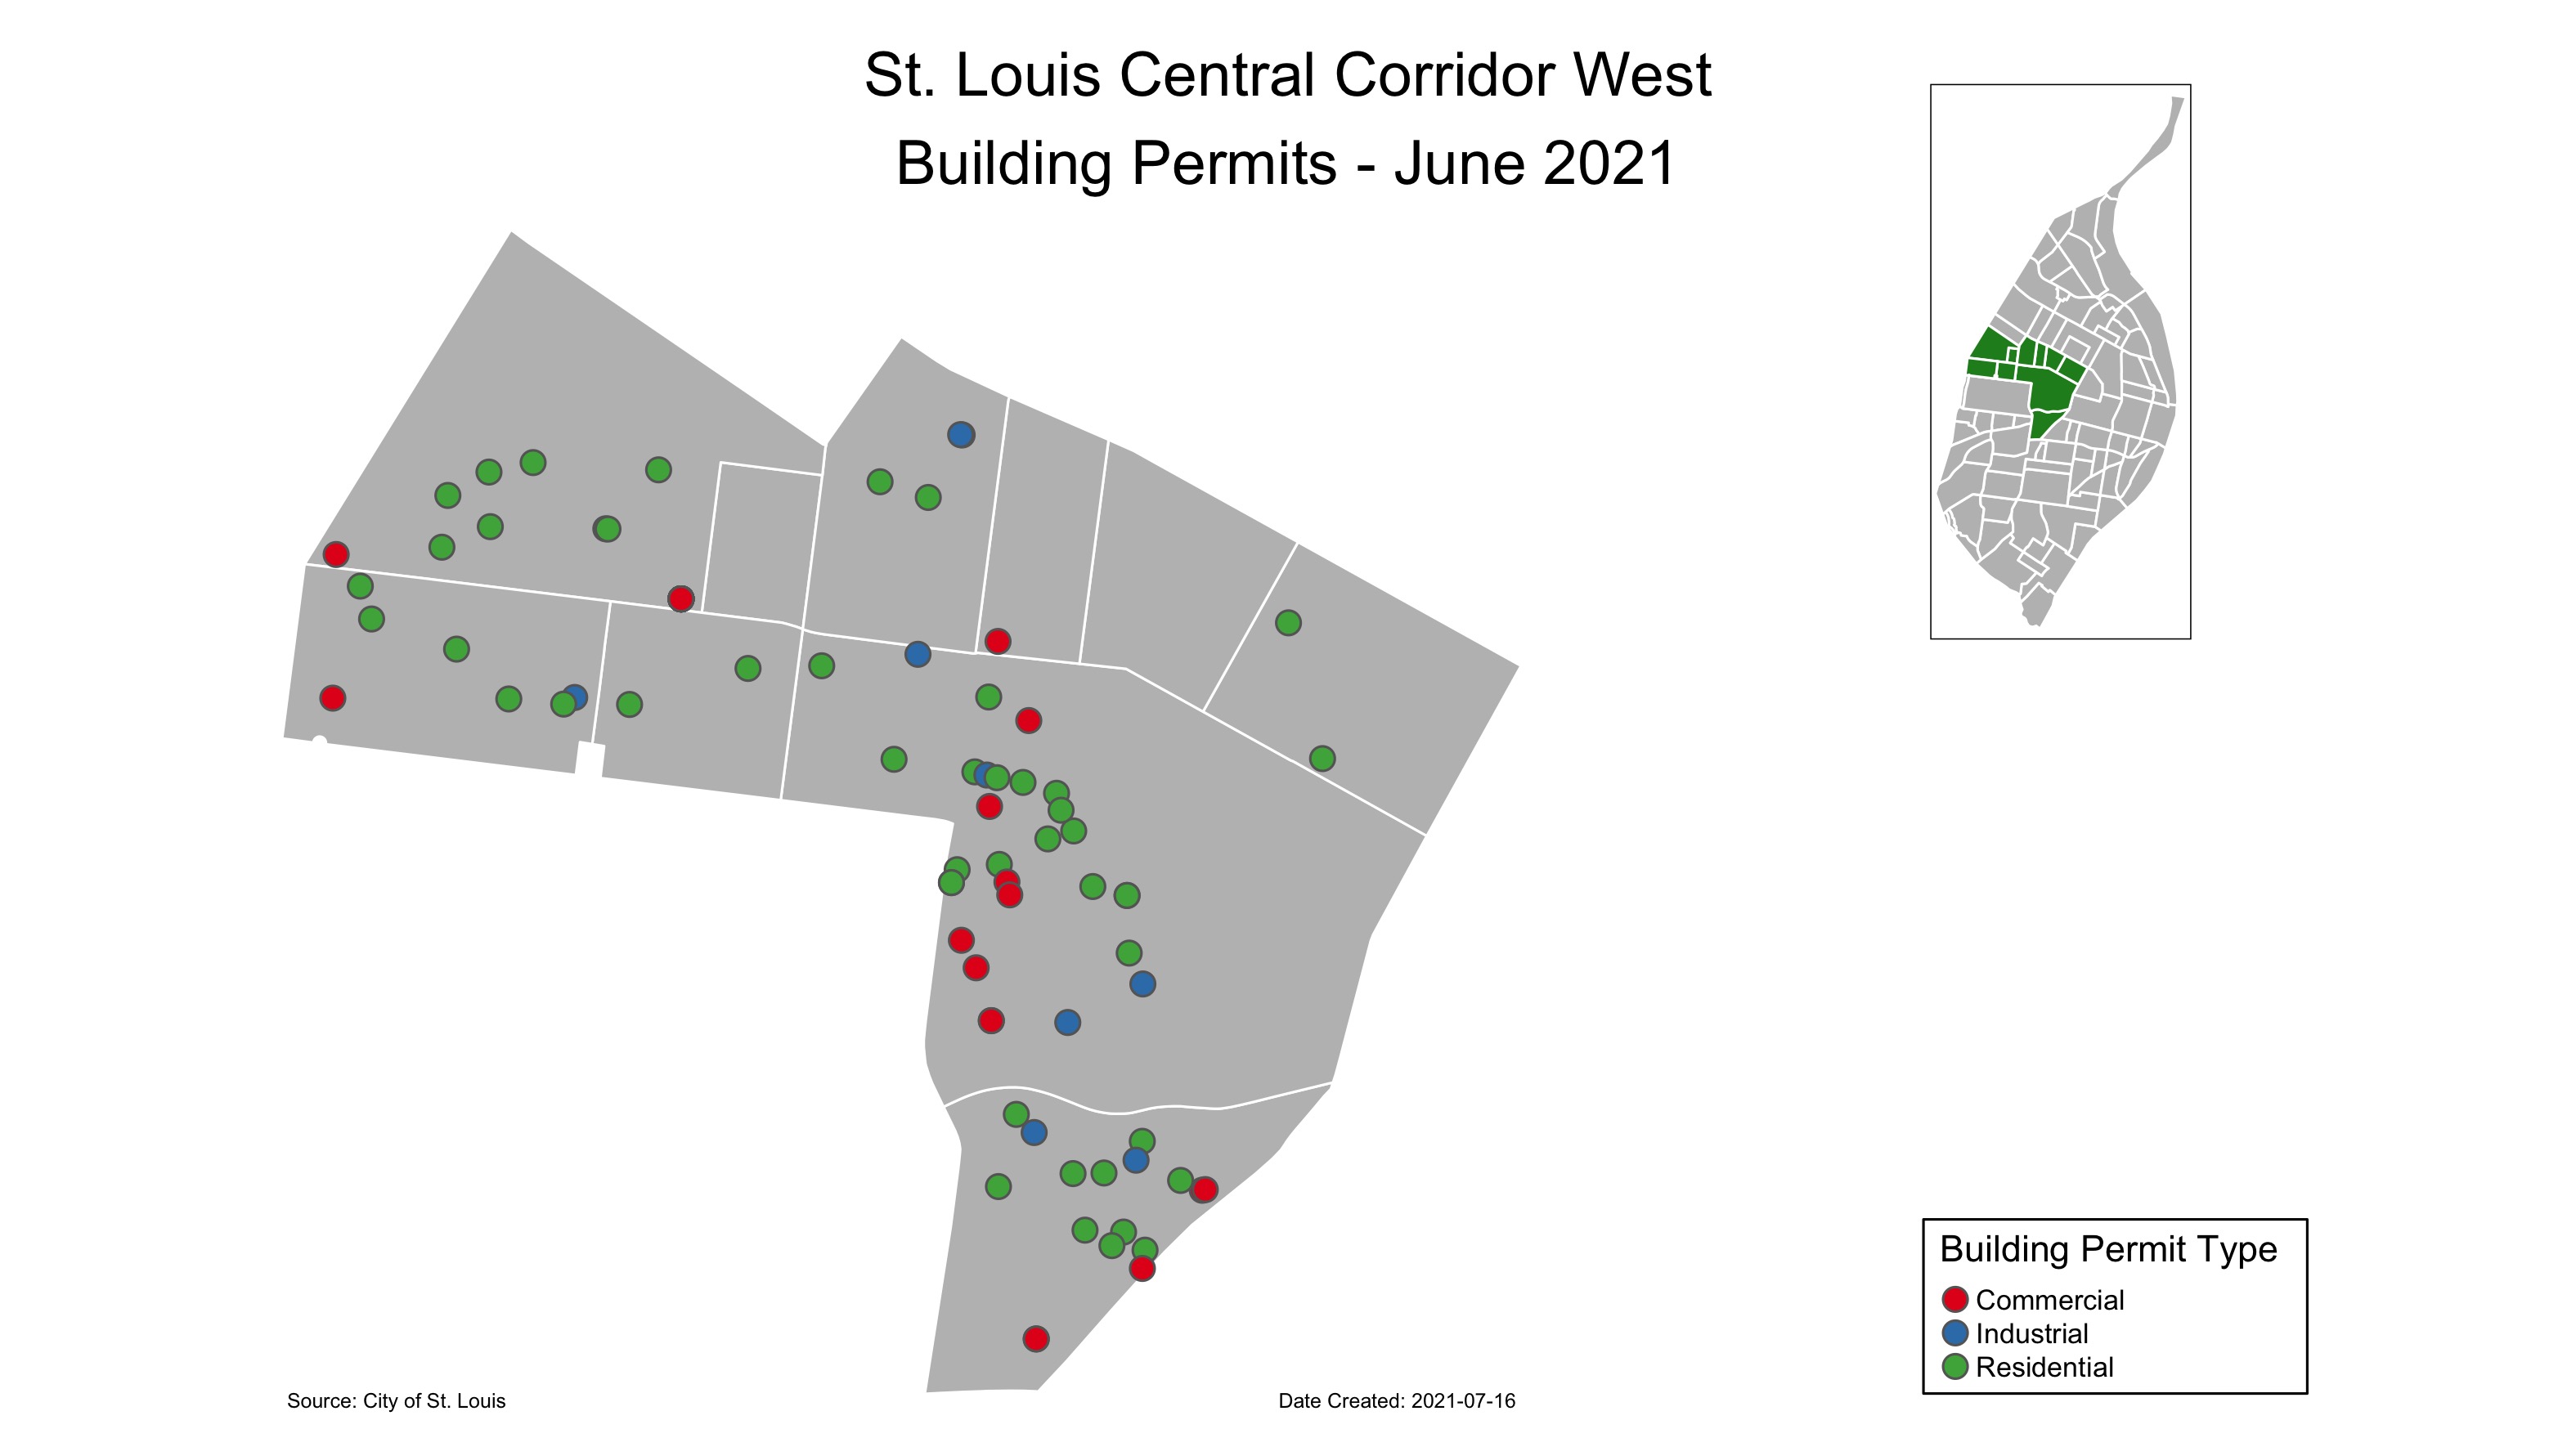 St. Louis Central Corridor West
Building Permits - June 2021
Building Permit Type
Commercial
Industrial
Residential
Source: City of St. Louis
Date Created: 2021-07-16